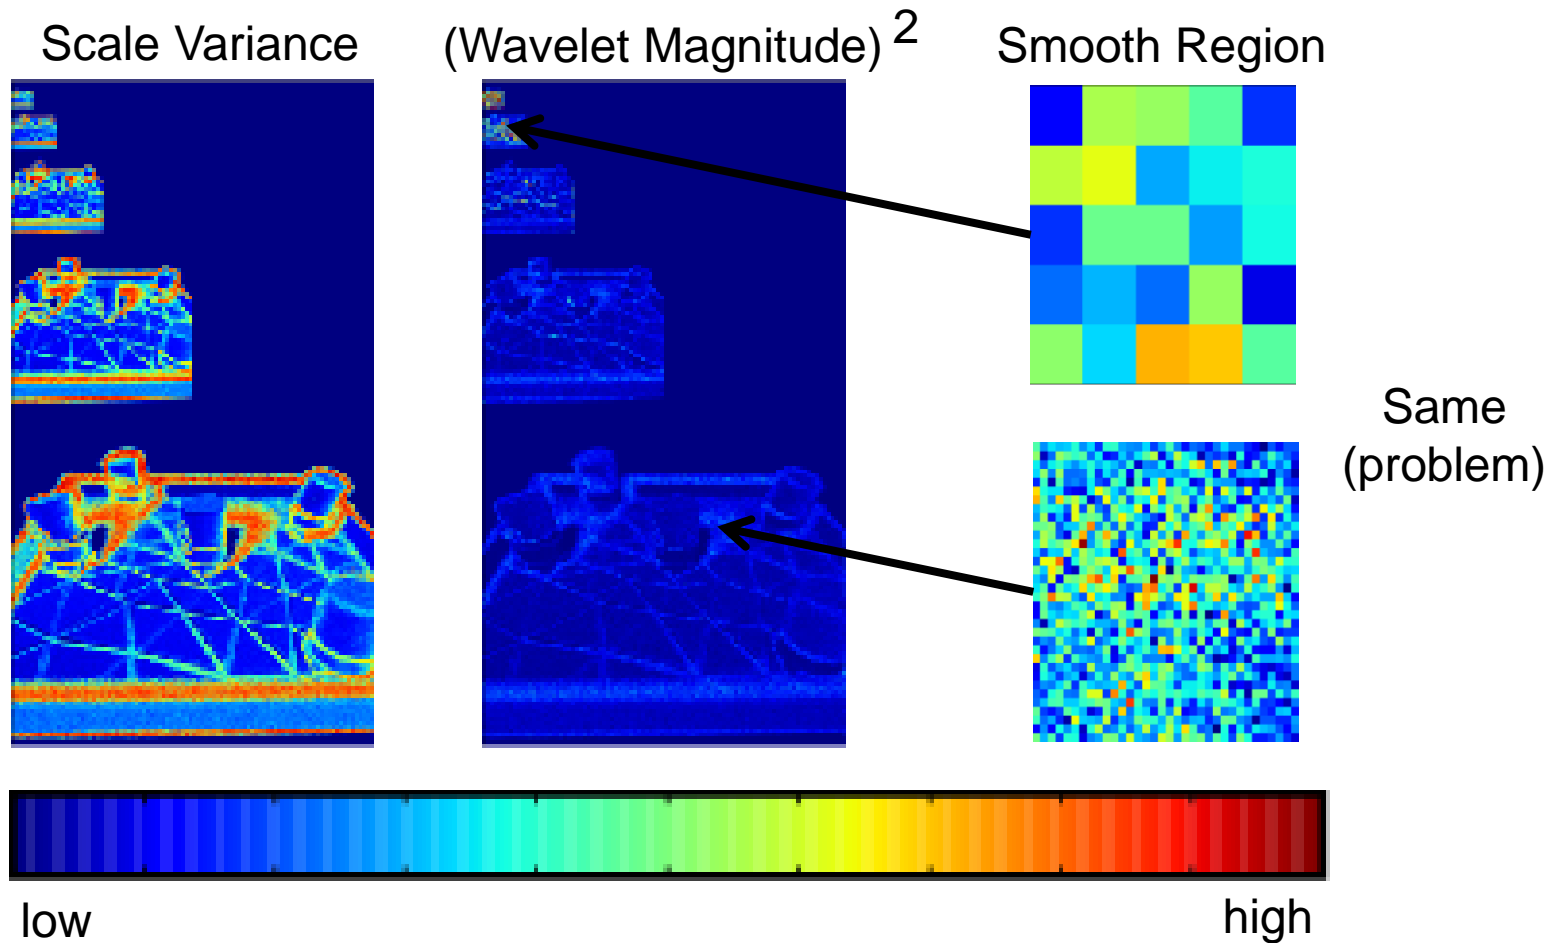 Scale Variance
(Wavelet Magnitude) 2
Smooth Region
Same
(problem)
low
high